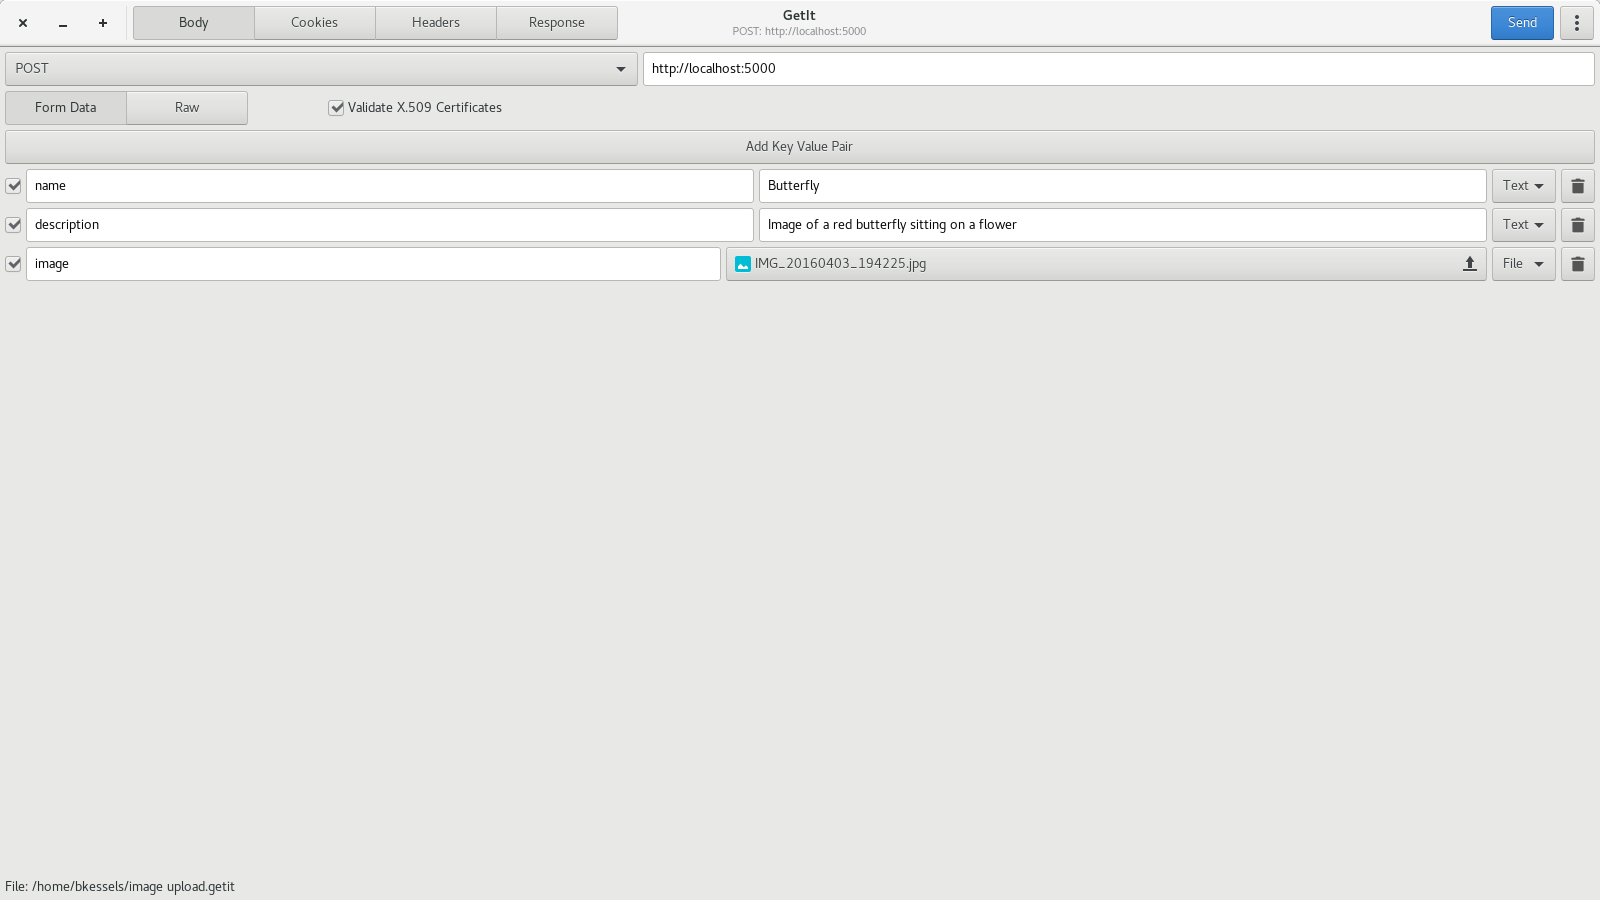 Body Cookies Headers Response GetIt Send
POST: http://localhost:5000
POST http://localhost:5000
Form Data Raw Validate X.509 Certificates
Add Key Value Pair
name Butterfly Text
description Image of a red butterfly sitting on a flower Text
image IMG_20160403_194225.jpg File
File: /home/bkessels/image upload.getit